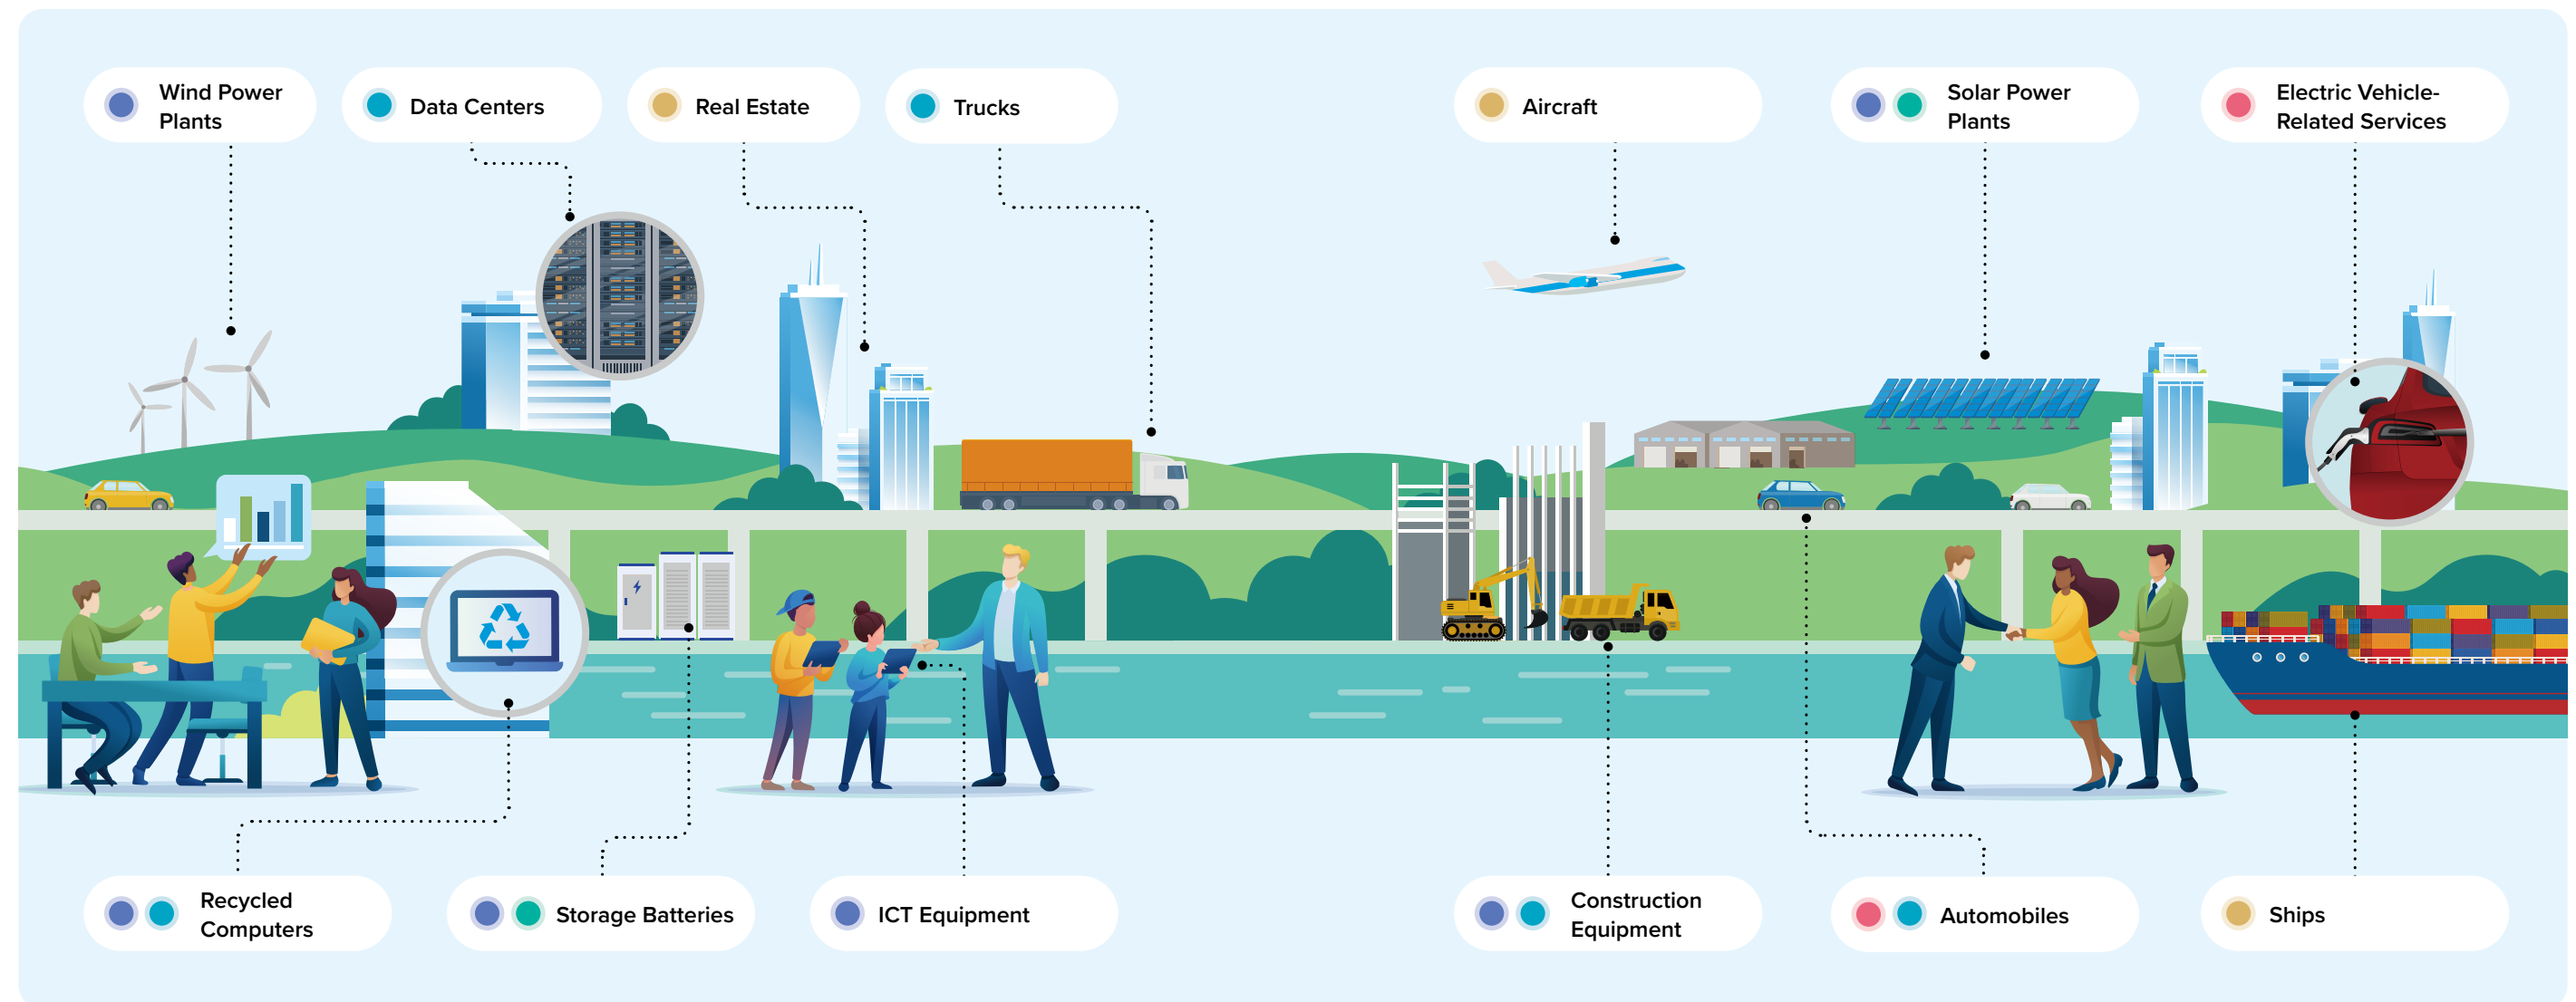 Wind Power
Plants
Data Centers
Real Estate
Trucks
Aircraft
Solar Power
Plants
Electric Vehicle-
Related Services
Recycled
Computers
Storage Batteries
ICT Equipment
Construction
Equipment
Automobiles
Ships